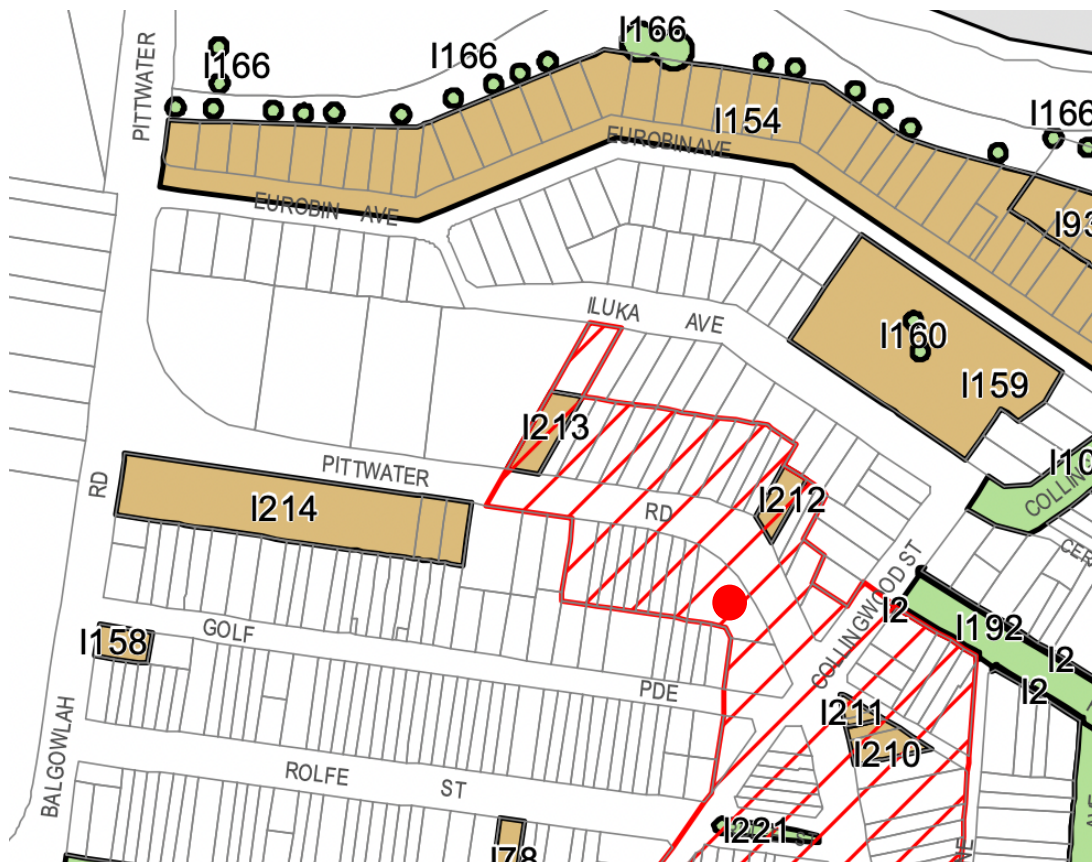 PITTWATER
I166
I166
I166
I154
I166
EUROBIN AVE
EUROBIN AVE
I93
ILUKA AVE
I160
I159
I213
I10
PITTWATER
RD
RD
I212
I214
COLLINGWOOD ST
I2
I192
I2
I2
I158
GOLF
PDE
I211
I210
BALGOWLAH
ROLFE ST
I221
I78